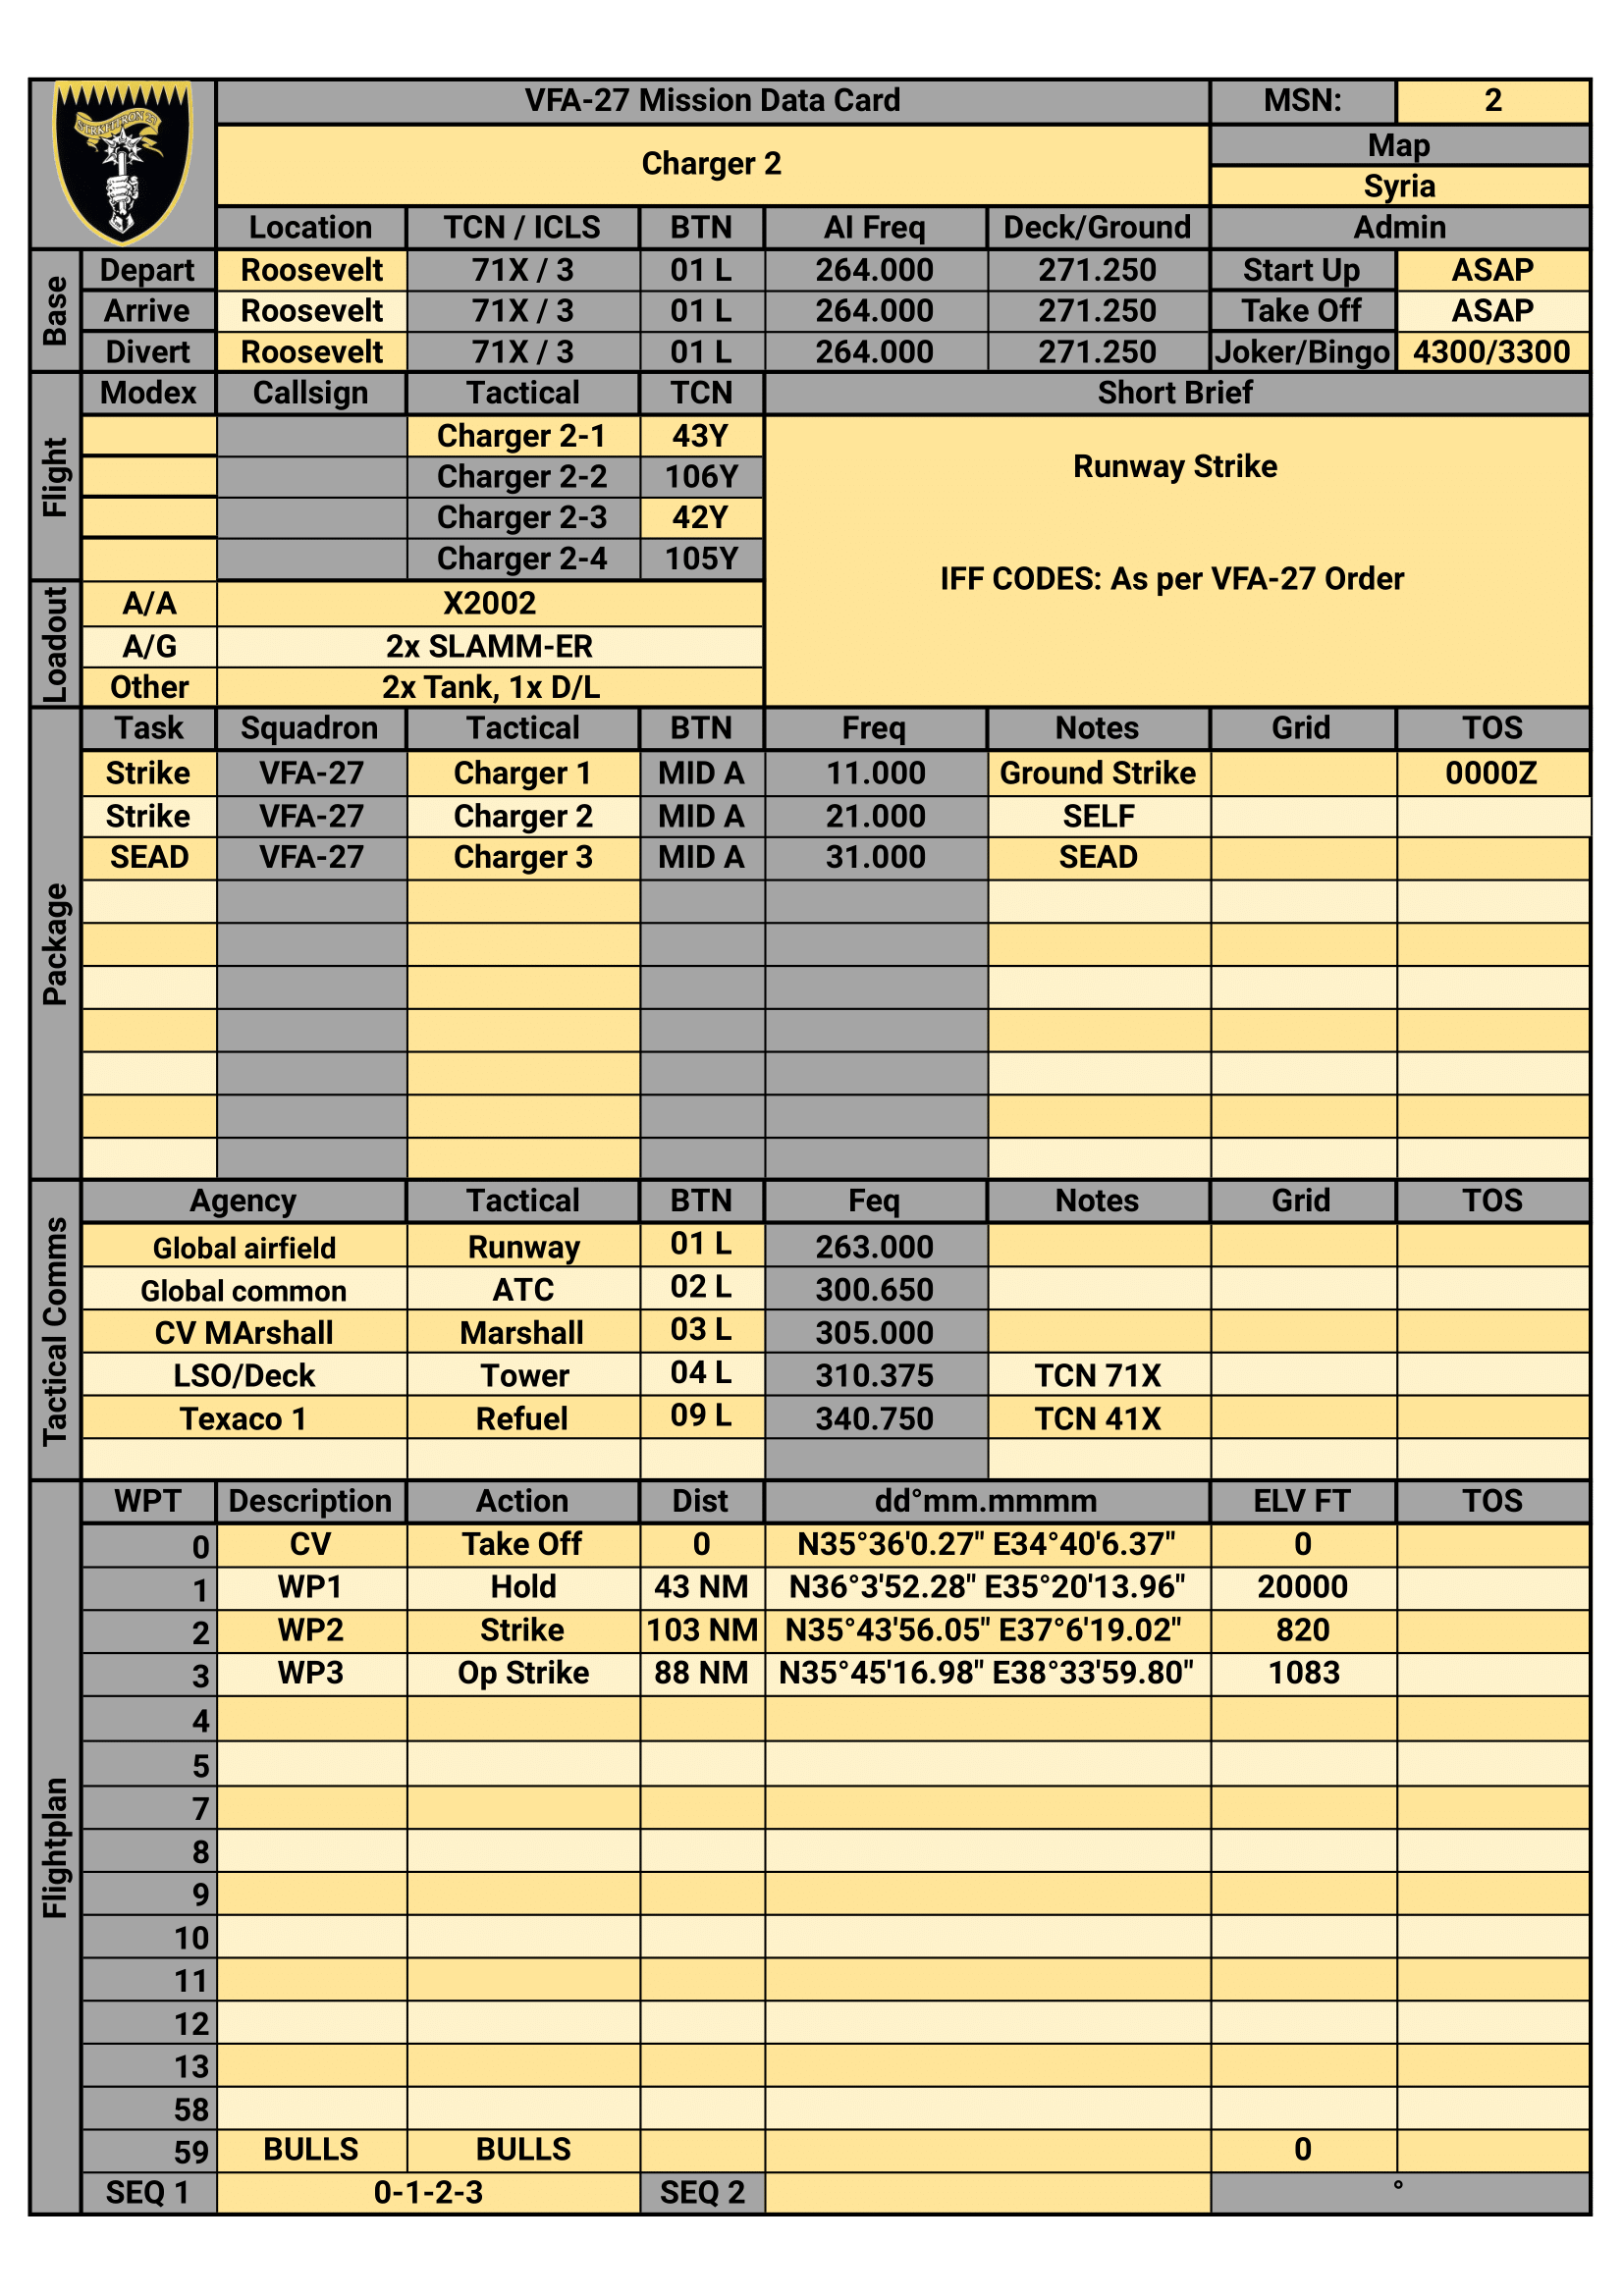 VFA-27 Mission Data Card MSN: 2
STRKFITRON 27
Charger 2
Map
Syria
Location TCN / ICLS BTN AI Freq Deck/Ground Admin
Base
Depart Roosevelt 71X / 3 01 L 264.000 271.250 Start Up ASAP
Arrive Roosevelt 71X / 3 01 L 264.000 271.250 Take Off ASAP
Divert Roosevelt 71X / 3 01 L 264.000 271.250 Joker/Bingo 4300/3300
Flight
Modex Callsign Tactical TCN Short Brief
Charger 2-1 43Y
Runway Strike
Charger 2-2 106Y
Charger 2-3 42Y
Charger 2-4 105Y
IFF CODES: As per VFA-27 Order
Loadout
A/A X2002
A/G 2x SLAMM-ER
Other 2x Tank, 1x D/L
Package
Task Squadron Tactical BTN Freq Notes Grid TOS
Strike VFA-27 Charger 1 MID A 11.000 Ground Strike 0000Z
Strike VFA-27 Charger 2 MID A 21.000 SELF
SEAD VFA-27 Charger 3 MID A 31.000 SEAD
Tactical Comms
Agency Tactical BTN Feq Notes Grid TOS
Global airfield Runway 01 L 263.000
Global common ATC 02 L 300.650
CV MArshall Marshall 03 L 305.000
LSO/Deck Tower 04 L 310.375 TCN 71X
Texaco 1 Refuel 09 L 340.750 TCN 41X
Flightplan
WPT Description Action Dist dd°mm.mmmm ELV FT TOS
0 CV Take Off 0 N35°36'0.27" E34°40'6.37" 0
1 WP1 Hold 43 NM N36°3'52.28" E35°20'13.96" 20000
2 WP2 Strike 103 NM N35°43'56.05" E37°6'19.02" 820
3 WP3 Op Strike 88 NM N35°45'16.98" E38°33'59.80" 1083
4
5
7
8
9
10
11
12
13
58
59 BULLS BULLS 0
SEQ 1 0-1-2-3 SEQ 2 °